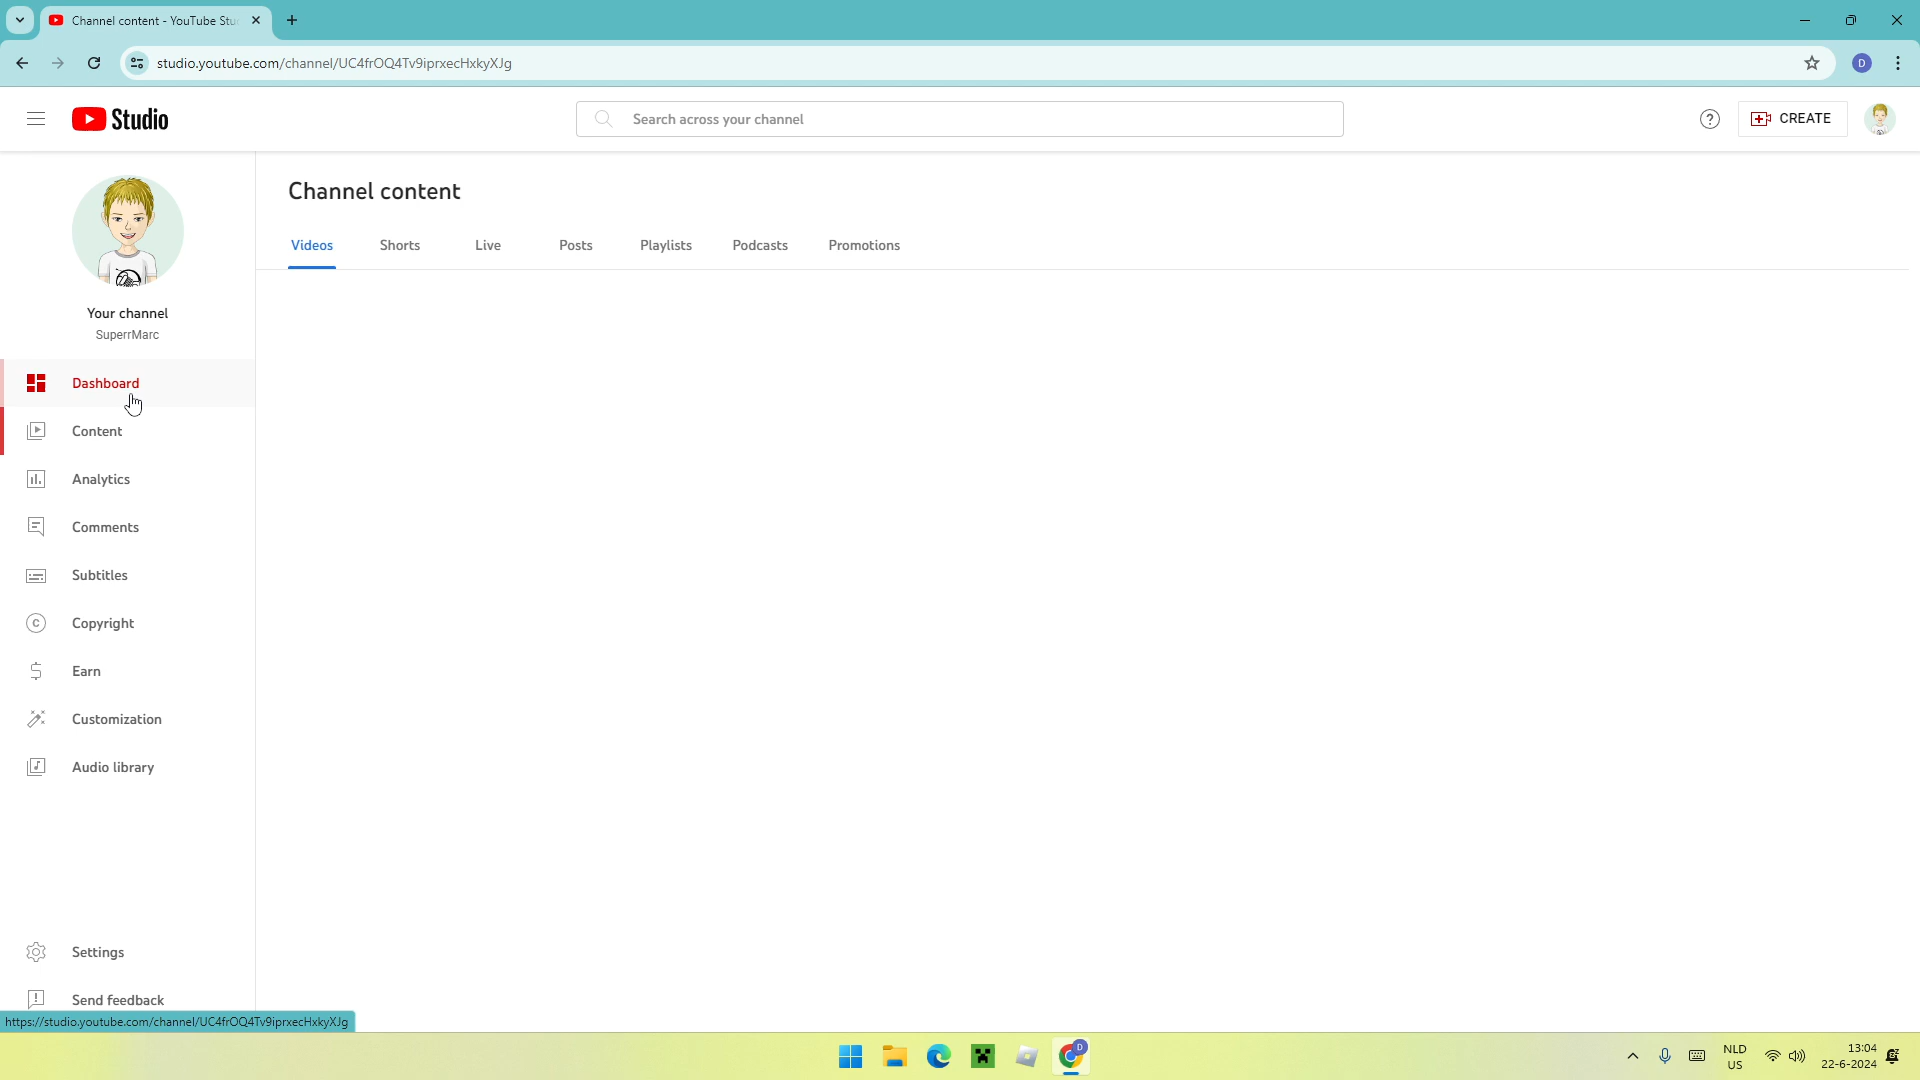 Channel content - YouTube Stu
studio.youtube.com/channel/UC4frOQ4Tv9iprxecHxkyXJg
D
Studio
Search across your channel
CREATE
Your channel
SuperrMarc
Dashboard
Content
Analytics
Comments
Subtitles
Copyright
Earn
Customization
Audio library
Settings
Send feedback
Channel content
Videos
Shorts
Live
Posts
Playlists
Podcasts
Promotions
https://studio.youtube.com/channel/UC4frOQ4Tv9iprxecHxkyXJg
D
NLD
US
13:04
22-6-2024